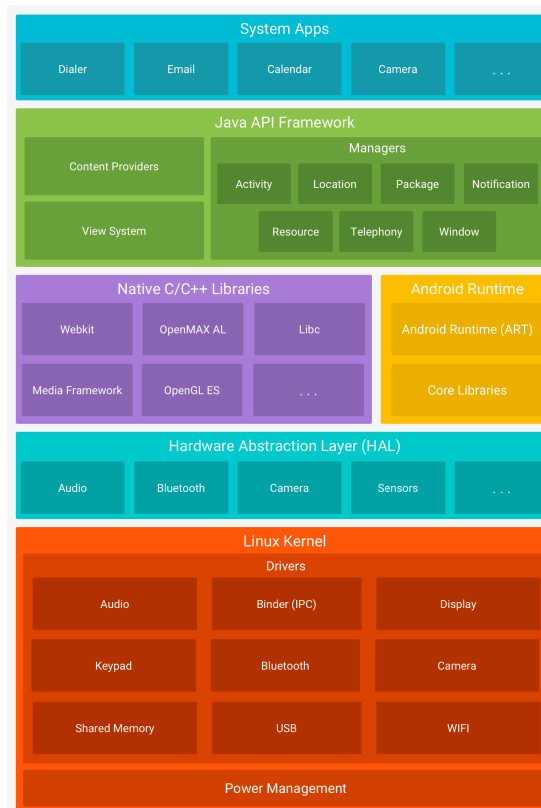 System Apps
Dialer
Email
Calendar
Camera
. . .
Java API Framework
Content Providers
View System
Managers
Activity
Location
Package
Notification
Resource
Telephony
Window
Native C/C++ Libraries
Webkit
OpenMAX AL
Libc
Media Framework
OpenGL ES
. . .
Android Runtime
Android Runtime (ART)
Core Libraries
Hardware Abstraction Layer (HAL)
Audio
Bluetooth
Camera
Sensors
. . .
Linux Kernel
Drivers
Audio
Binder (IPC)
Display
Keypad
Bluetooth
Camera
Shared Memory
USB
WIFI
Power Management